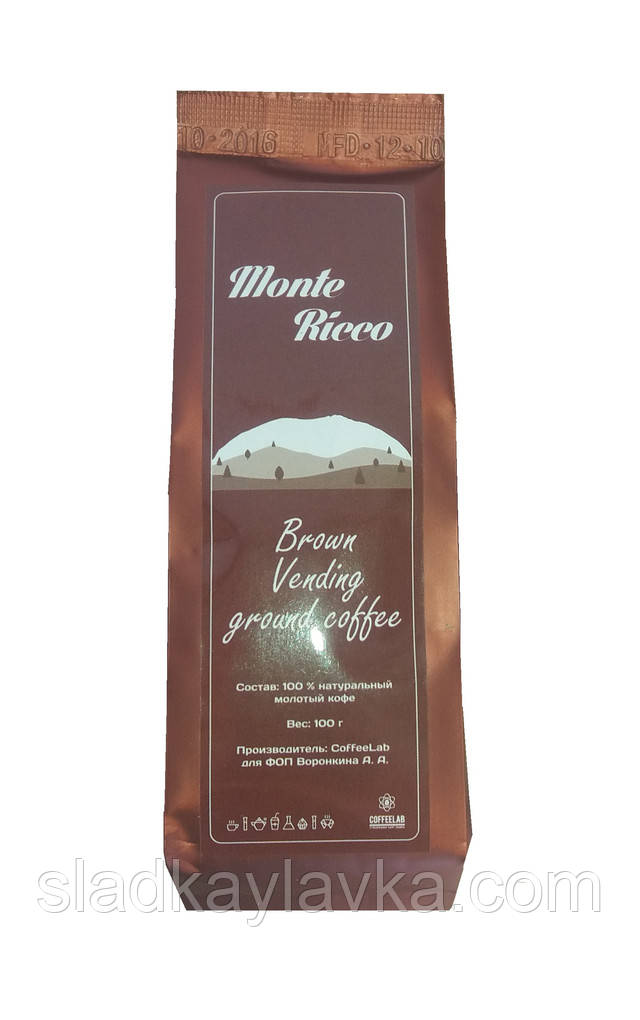 10·2016 MFD·12·10
Monte
Ricco
Brown
Vending
ground coffee
Состав: 100 % натуральный
молотый кофе
Вес: 100 г
Производитель: CoffeeLab
для ФОП Воронкина А. А.
COFFEELAB
sladkaylavka.com